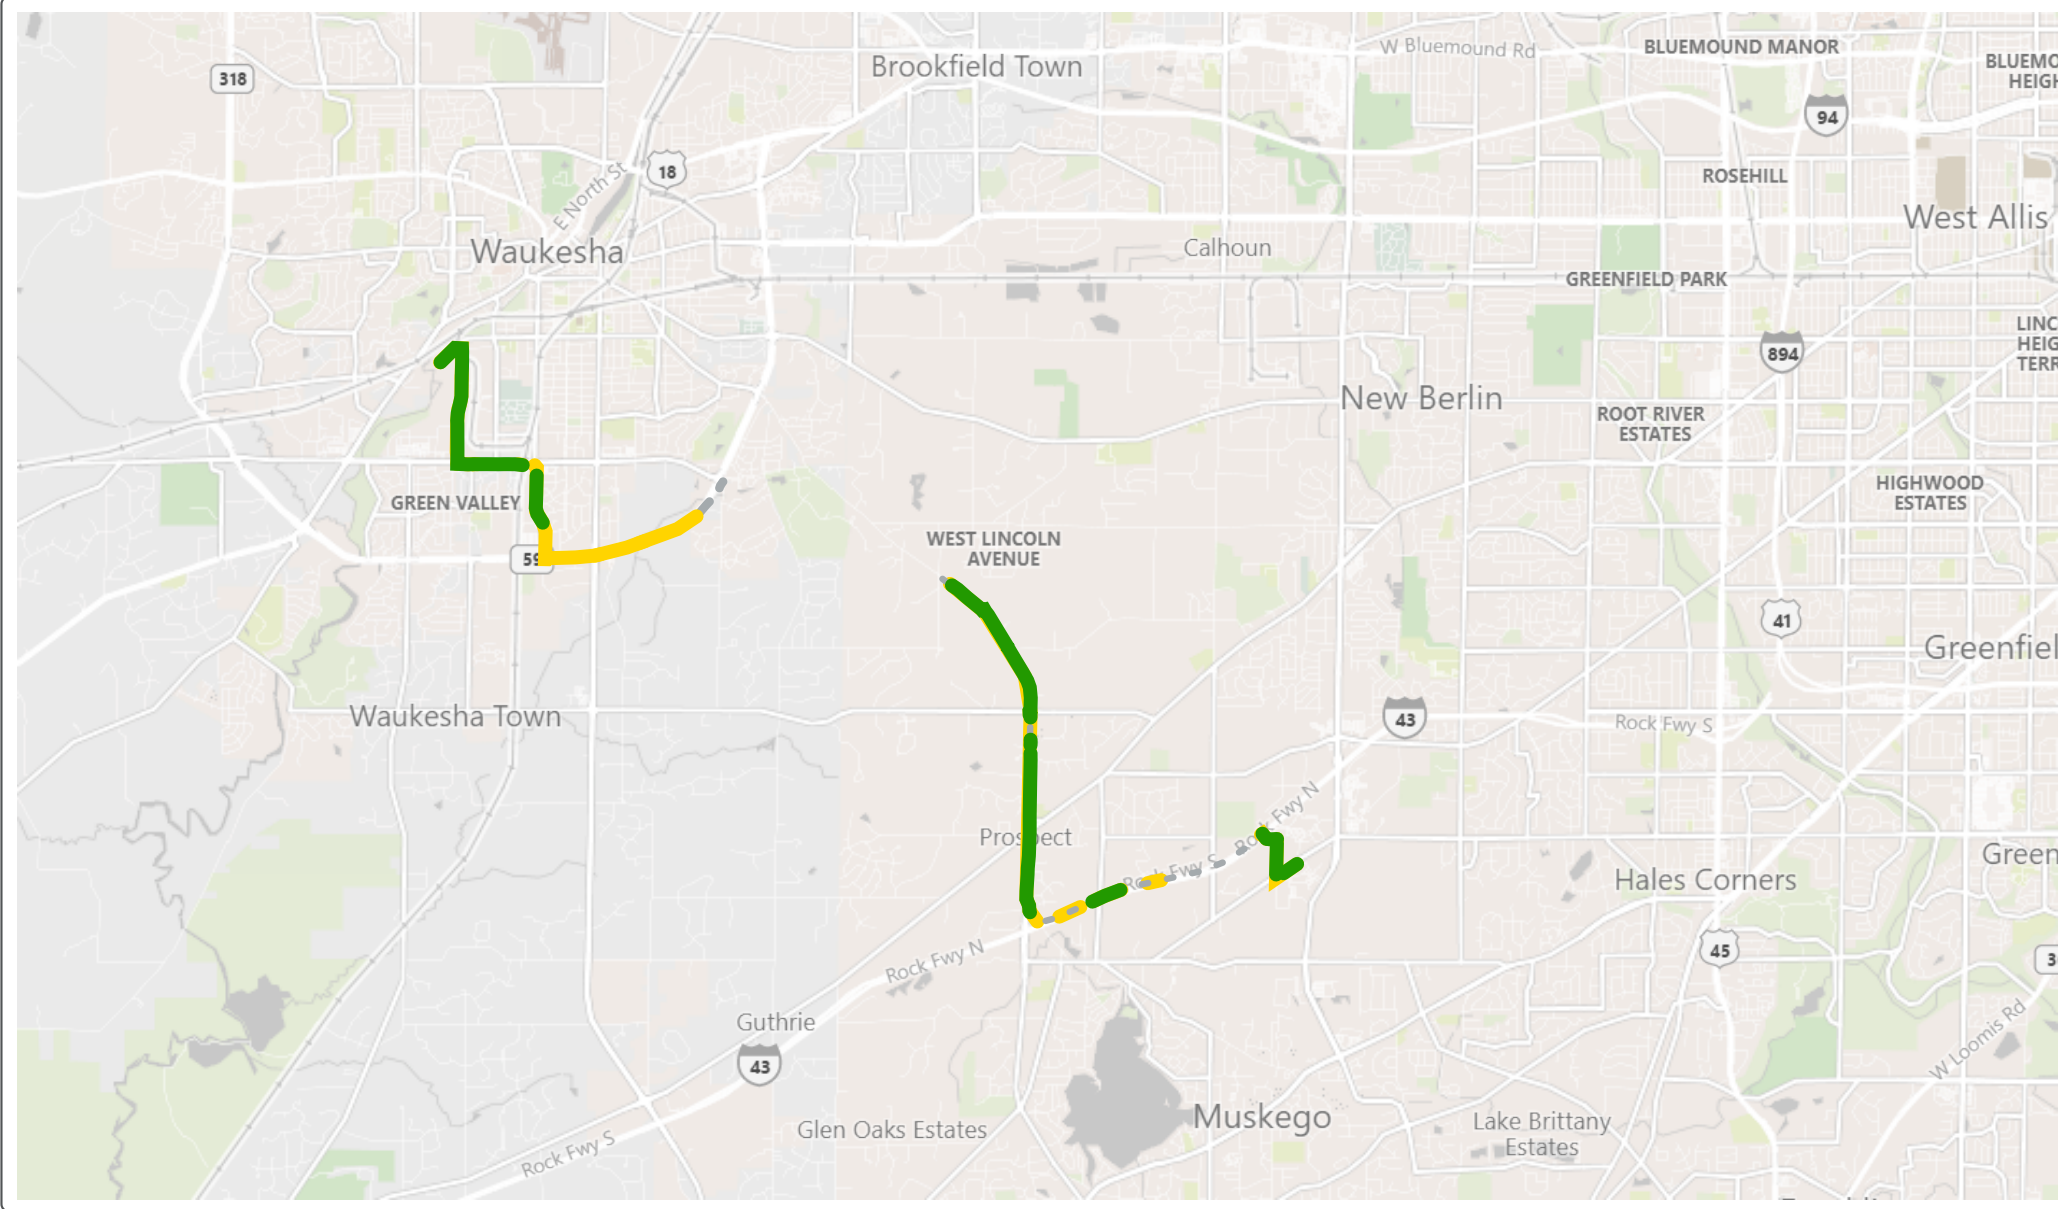 W Bluemound Rd
BLUEMOUND MANOR
Brookfield Town
BLUEMO
HEIGH
318
94
18
E North St
ROSEHILL
West Allis
Waukesha
Calhoun
GREENFIELD PARK
LINC
HEIG
TERR
894
New Berlin
ROOT RIVER
ESTATES
GREEN VALLEY
HIGHWOOD
ESTATES
59
WEST LINCOLN
AVENUE
41
Greenfiel
Waukesha Town
43
Rock Fwy S
Rock Fwy N
Prospect
Rock Fwy S
Green
Hales Corners
45
3
Rock Fwy N
Guthrie
43
W Loomis Rd
Muskego
Glen Oaks Estates
Lake Brittany
Estates
Rock Fwy S